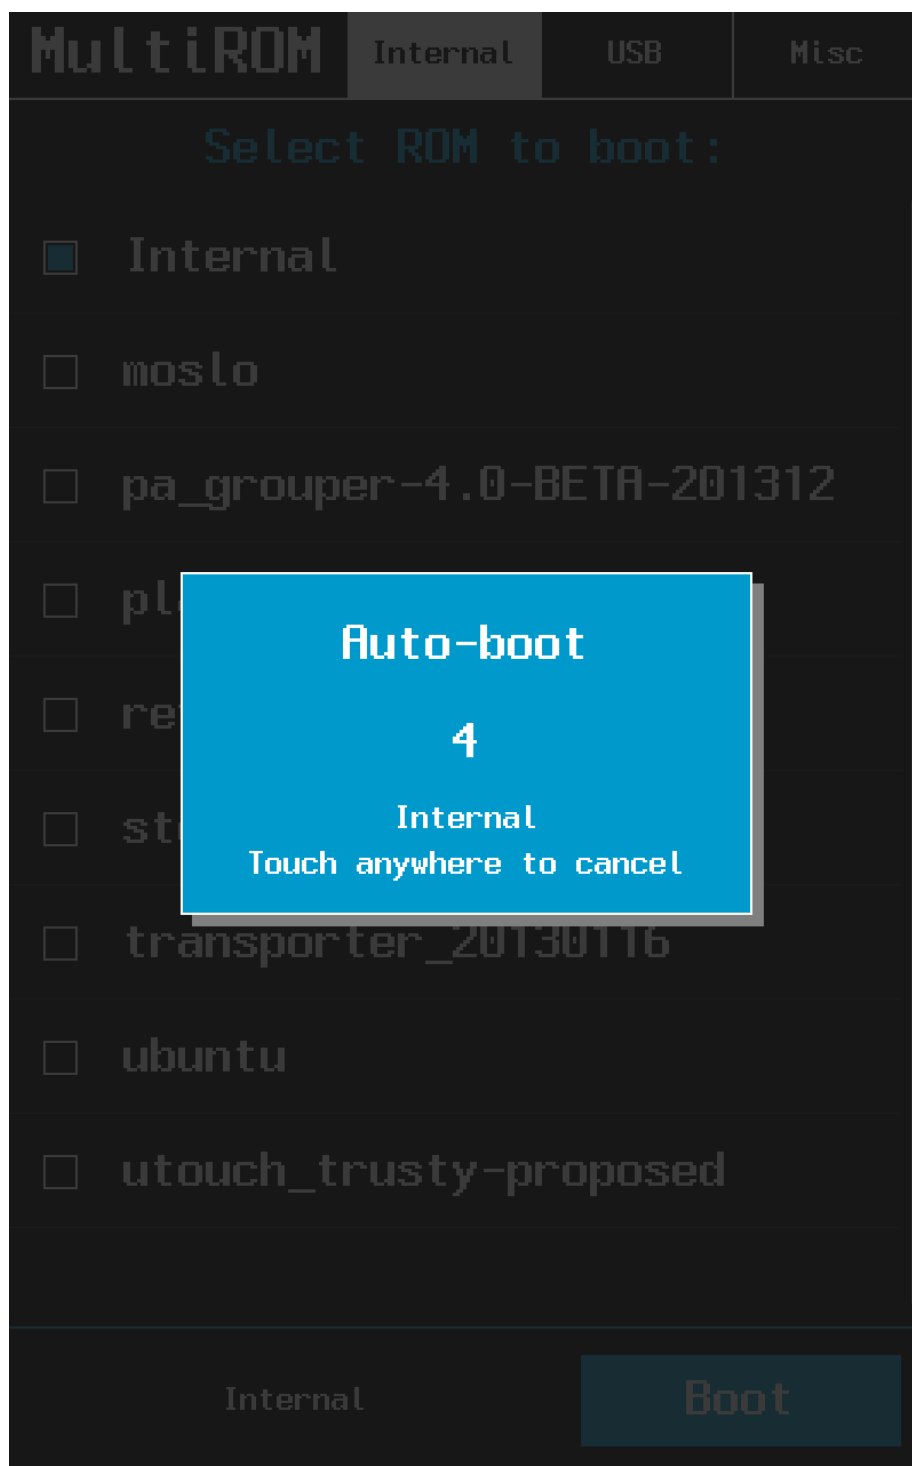 MultiROM Internal USB Misc
Select ROM to boot:
Internal
moslo
pa_grouper-4.0-BETA-201312
Auto-boot
4
Internal
Touch anywhere to cancel
transporter_20130116
ubuntu
utouch_trusty-proposed
Internal Boot